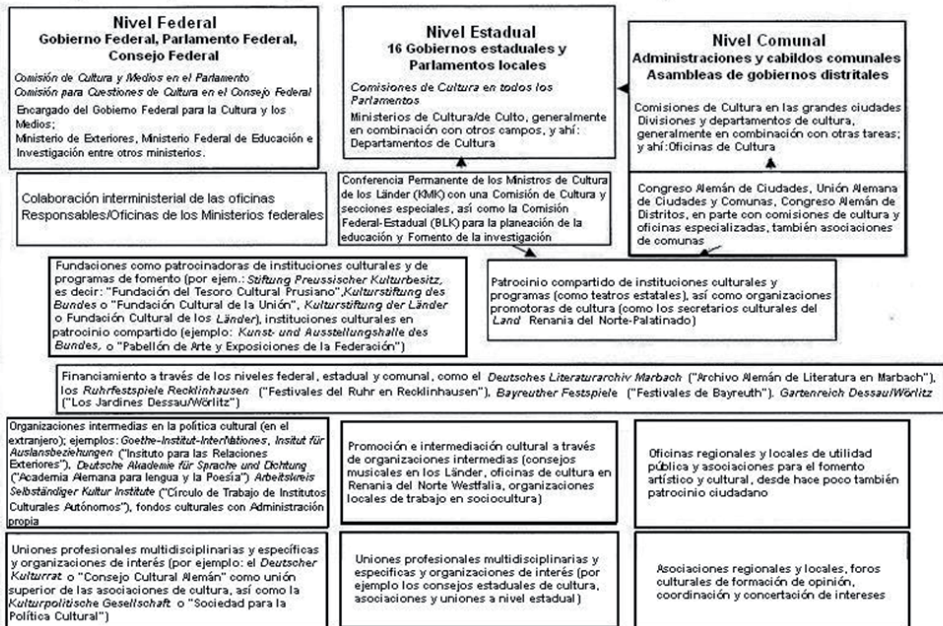 Nivel Federal
Gobierno Federal, Parlamento Federal,
Consejo Federal
Comisión de Cultura y Medios en el Parlamento
Comisión para Cuestiones de Cultura en el Consejo Federal
Encargado del Gobierno Federal para la Cultura y los
Medios;
Ministerio de Exteriores, Ministerio Federal de Educación e
Investigación entre otros ministerios.
Nivel Estadual
16 Gobiernos estaduales y
Parlamentos locales
Comisiones de Cultura en todos los
Parlamentos
Ministerios de Cultura/de Culto, generalmente
en combinación con otros campos, y ahí:
Departamentos de Cultura
Nivel Comunal
Administraciones y cabildos comunales
Asambleas de gobiernos distritales
Comisiones de Cultura en las grandes ciudades
Divisiones y departamentos de cultura,
generalmente en combinación con otras tareas;
y ahí:Oficinas de Cultura
Colaboración interministerial de las oficinas
Responsables/Oficinas de los Ministerios federales
Conferencia Permanente de los Ministros de Cultura
de los Länder (KMK) con una Comisión de Cultura y
secciones especiales, así como la Comisión
Federal-Estadual (BLK) para la planeación de la
educación y Fomento de la investigación
Congreso Alemán de Ciudades, Unión Alemana
de Ciudades y Comunas, Congreso Alemán de
Distritos, en parte con comisiones de cultura y
oficinas especializadas, también asociaciones
de comunas
Fundaciones como patrocinadoras de instituciones culturales y de
programas de fomento (por ejem.: Stiftung Preussischer Kulturbesitz,
es decir: "Fundación del Tesoro Cultural Prusiano",Kulturstiftung des
Bundes o "Fundación Cultural de la Unión", Kulturstiftung der Länder
o Fundación Cultural de los Länder), instituciones culturales en
patrocinio compartido (ejemplo: Kunst- und Ausstellungshalle des
Bundes, o "Pabellón de Arte y Exposiciones de la Federación")
Patrocinio compartido de instituciones culturales y
programas (como teatros estatales), así como organizaciones
promotoras de cultura (como los secretarios culturales del
Land Renania del Norte-Palatinado)
Financiamiento a través de los niveles federal, estadual y comunal, como el Deutsches Literaturarchiv Marbach ("Archivo Alemán de Literatura en Marbach"),
los Ruhrfestspiele Recklinhausen ("Festivales del Ruhr en Recklinhausen"), Bayreuther Festspiele ("Festivales de Bayreuth"). Gartenreich Dessau/Wörlitz
("Los Jardines Dessau/Wörlitz")
Organizaciones intermedias en la política cultural (en el
extranjero); ejemplos: Goethe-Institut-InterNationes, Insitut für
Auslansbeziehungen ("Insituto para las Relaciones
Exteriores"). Deutsche Akademie für Sprache und Dichtung
("Academia Alemana para lengua y la Poesía") Arbeitskreis
Selbständiger Kultur Institute ("Círculo de Trabajo de Institutos
Culturales Autónomos"), fondos culturales con Administración
propia
Promoción e intermediación cultural a través
de organizaciones intermedias (consejos
musicales en los Länder, oficinas de cultura en
Renania del Norte Westfalia, organizaciones
locales de trabajo en sociocultura)
Oficinas regionales y locales de utilidad
pública y asociaciones para el fomento
artístico y cultural, desde hace poco también
patrocinio ciudadano
Uniones profesionales multidisciplinarias y específicas
y organizaciones de interés (por ejemplo: el Deutscher
Kulturrat o "Consejo Cultural Alemán" como unión
superior de las asociaciones de cultura, así como la
Kulturpolitische Gesellschaft o "Sociedad para la
Política Cultural")
Uniones profesionales multidisciplinarias y
especificas y organizaciones de interés (por
ejemplo los consejos estaduales de cultura,
asociaciones y uniones a nivel estadual)
Asociaciones regionales y locales, foros
culturales de formación de opinión,
coordinación y concertación de intereses